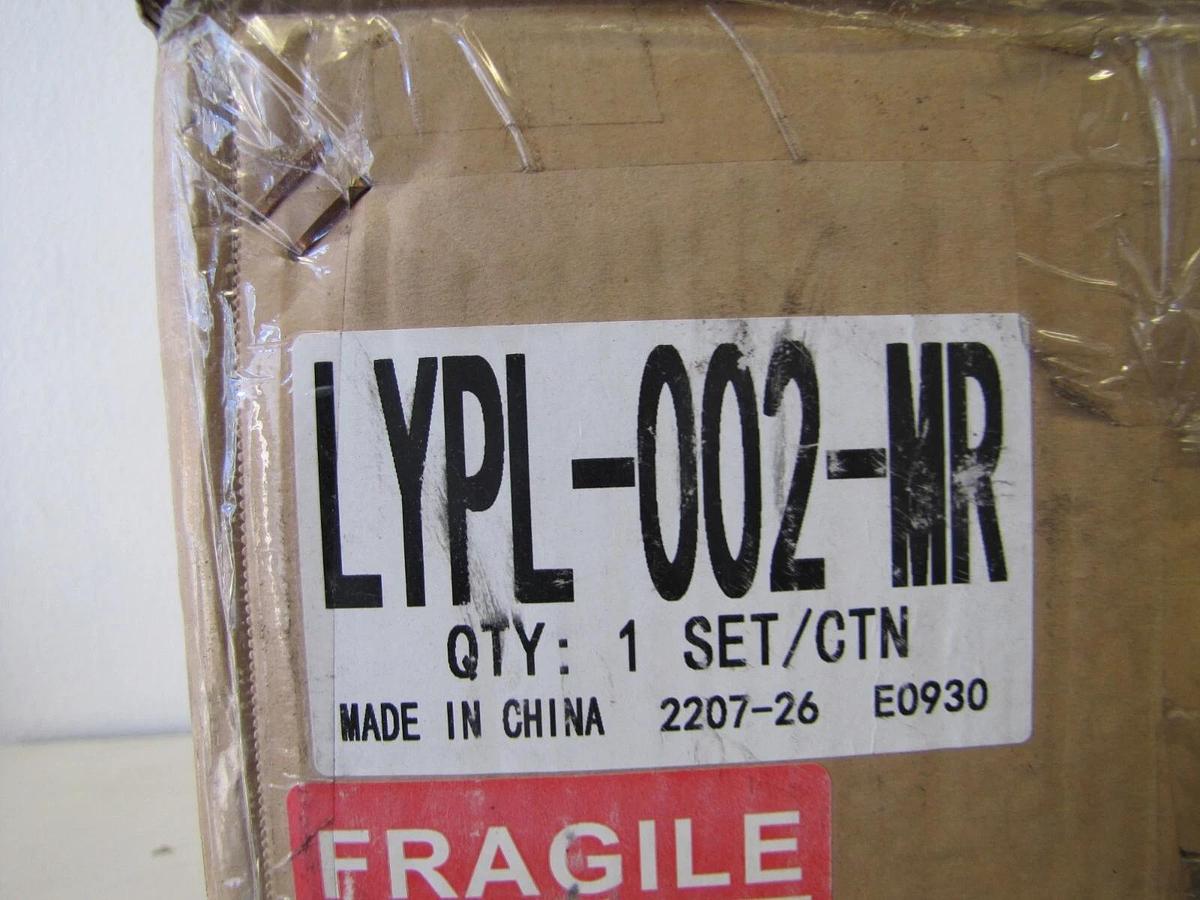 LYPL-002-MR
QTY: 1 SET/CTN
MADE IN CHINA 2207-26 E0930
FRAGILE